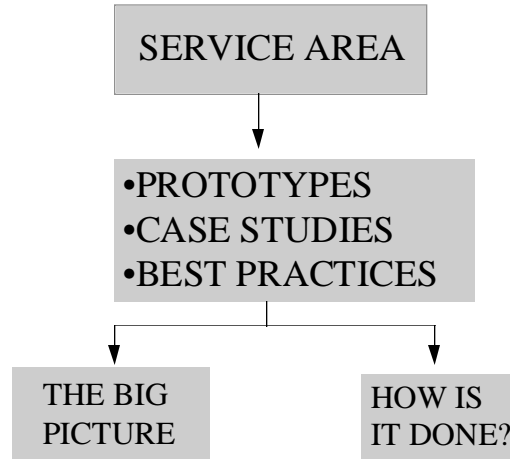 SERVICE AREA
•PROTOTYPES
•CASE STUDIES
•BEST PRACTICES
THE BIG
PICTURE
HOW IS
IT DONE?